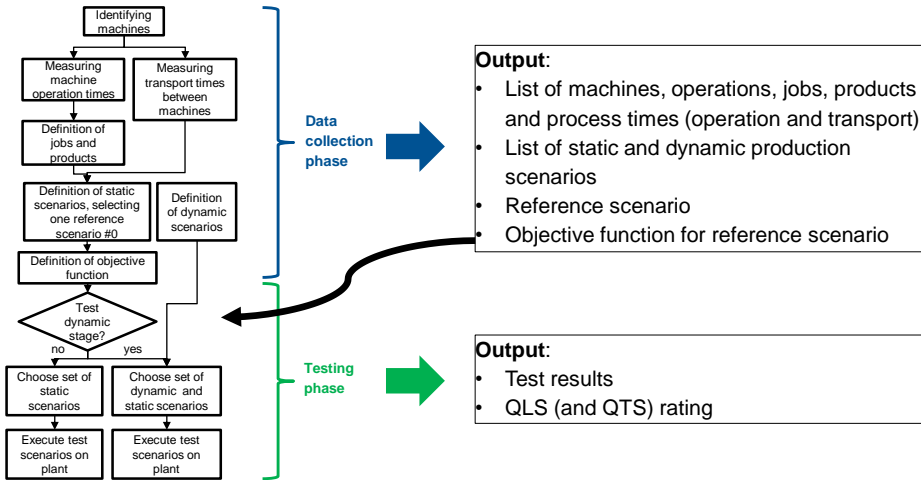 Identifying
machines
Measuring
machine
operation times
Measuring
transport times
between
machines
Definition of
jobs and
products
Definition of static
scenarios, selecting
one reference
scenario #0
Definition
of dynamic
scenarios
Definition of objective
function
Test
dynamic
stage?
no
yes
Choose set of
static
scenarios
Choose set of
dynamic and
static scenarios
Execute test
scenarios on
plant
Execute test
scenarios on
plant
Data
collection
phase
Testing
phase
Output:
• List of machines, operations, jobs, products
and process times (operation and transport)
• List of static and dynamic production
scenarios
• Reference scenario
• Objective function for reference scenario
Output:
• Test results
• QLS (and QTS) rating